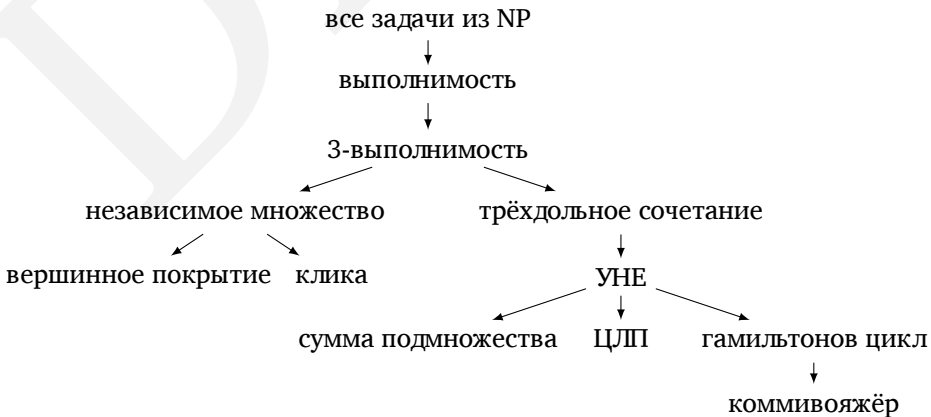 все задачи из NP
выполнимость
3-выполнимость
независимое множество трёхдольное сочетание
вершинное покрытие клика УНЕ
сумма подмножества ЦЛП гамильтонов цикл
коммивояжёр